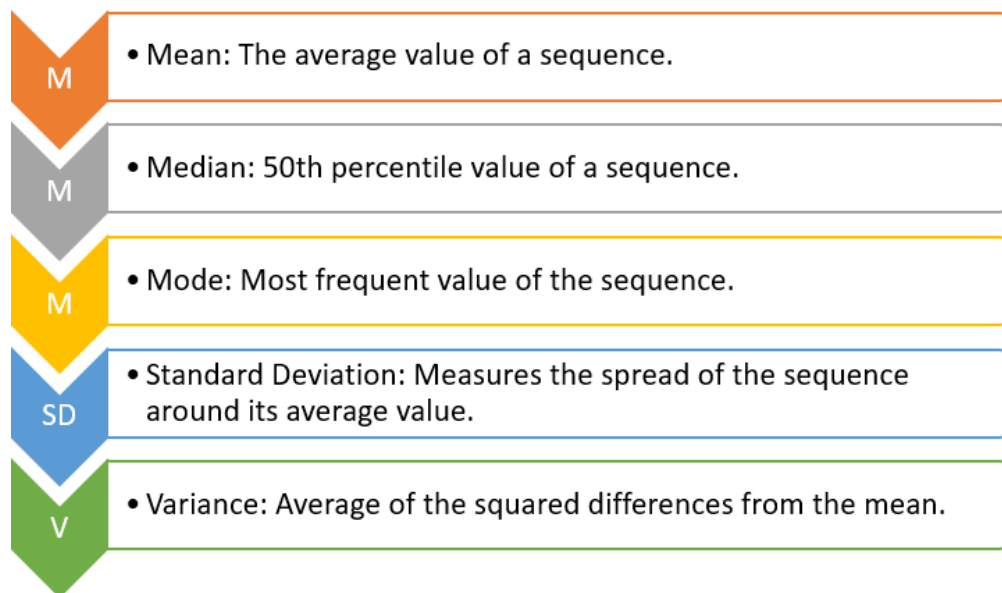 M
• Mean: The average value of a sequence.
M
• Median: 50th percentile value of a sequence.
M
• Mode: Most frequent value of the sequence.
SD
• Standard Deviation: Measures the spread of the sequence
around its average value.
V
• Variance: Average of the squared differences from the mean.